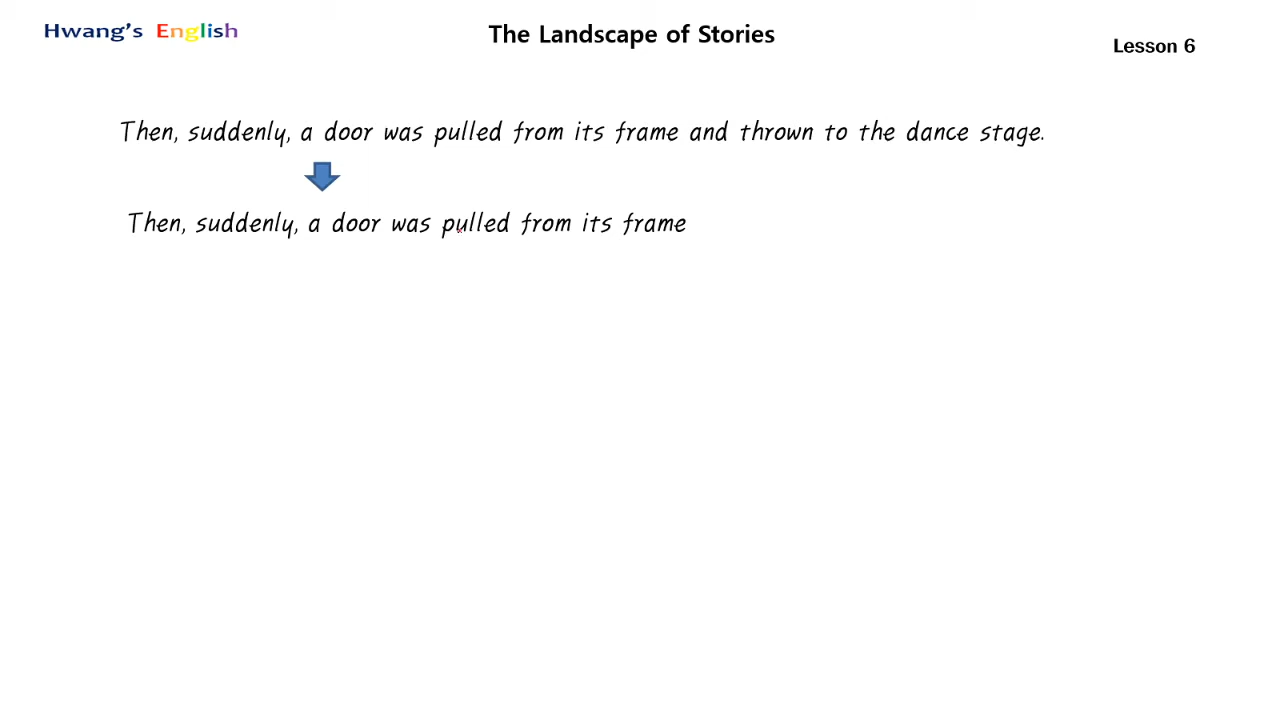 Hwang's English
The Landscape of Stories
Lesson 6
Then, suddenly, a door was pulled from its frame and thrown to the dance stage.
Then, suddenly, a door was pulled from its frame